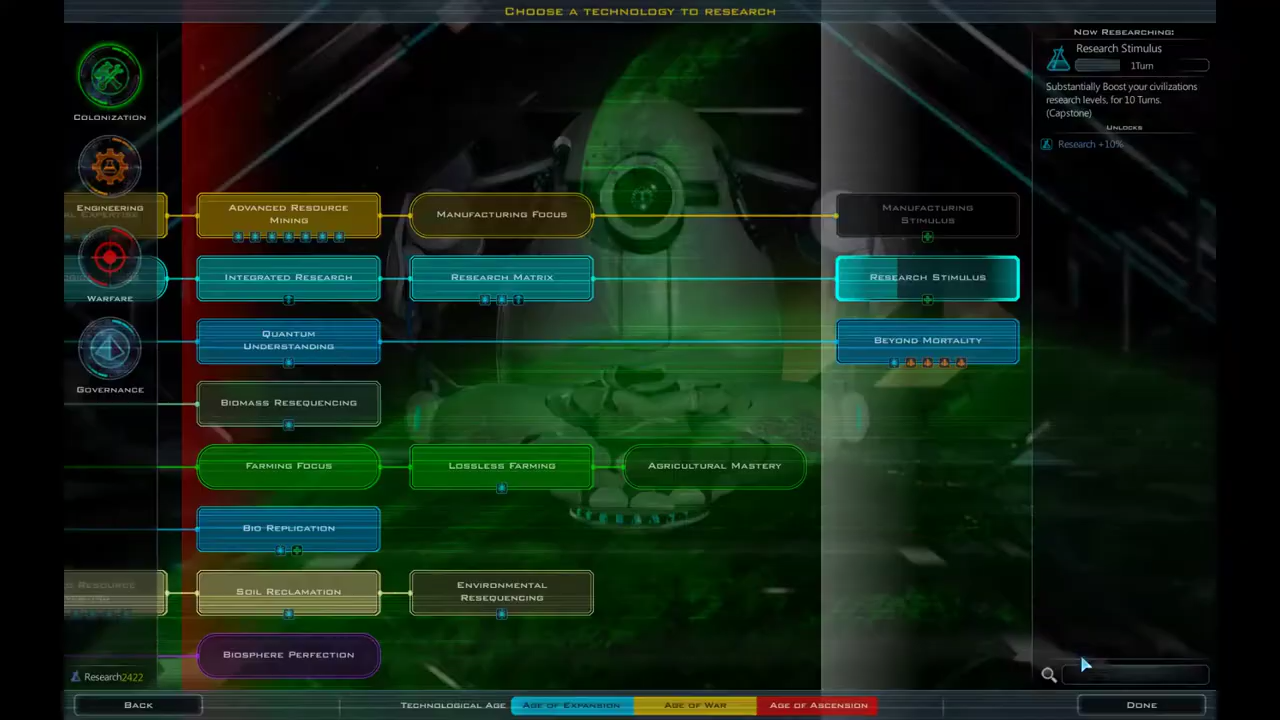 Choose a technology to research
Now Researching:
Research Stimulus
1Turn
Substantially Boost your civilizations
research levels, for 10 Turns.
(Capstone)
Unlocks
Research +10%
Colonization
Engineering
Warfare
Governance
Advanced Resource
Mining
Manufacturing Focus
Manufacturing
Stimulus
Integrated Research
Research Matrix
Research Stimulus
Quantum
Understanding
Beyond Mortality
Biomass Resequencing
Farming Focus
Lossless Farming
Agricultural Mastery
Bio Replication
Soil Reclamation
Environmental
Resequencing
Biosphere Perfection
Research2422
Back
Technological Age
Age of Expansion
Age of War
Age of Ascension
Done